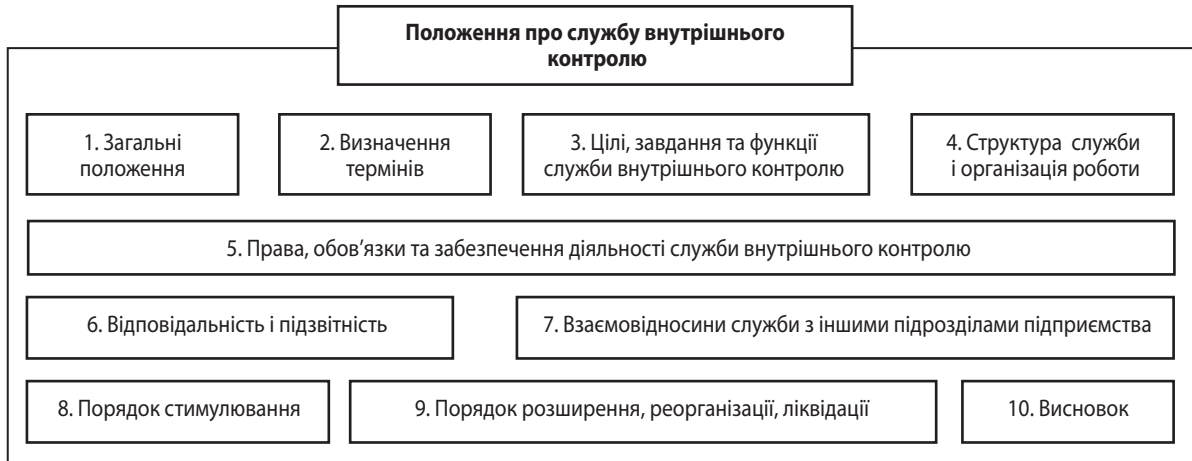 Положення про службу внутрішнього
контролю
1. Загальні
положення
2. Визначення
термінів
3. Цілі, завдання та функції
служби внутрішнього контролю
4. Структура служби
і організація роботи
5. Права, обов’язки та забезпечення діяльності служби внутрішнього контролю
6. Відповідальність і підзвітність
7. Взаємовідносини служби з іншими підрозділами підприємства
8. Порядок стимулювання
9. Порядок розширення, реорганізації, ліквідації
10. Висновок